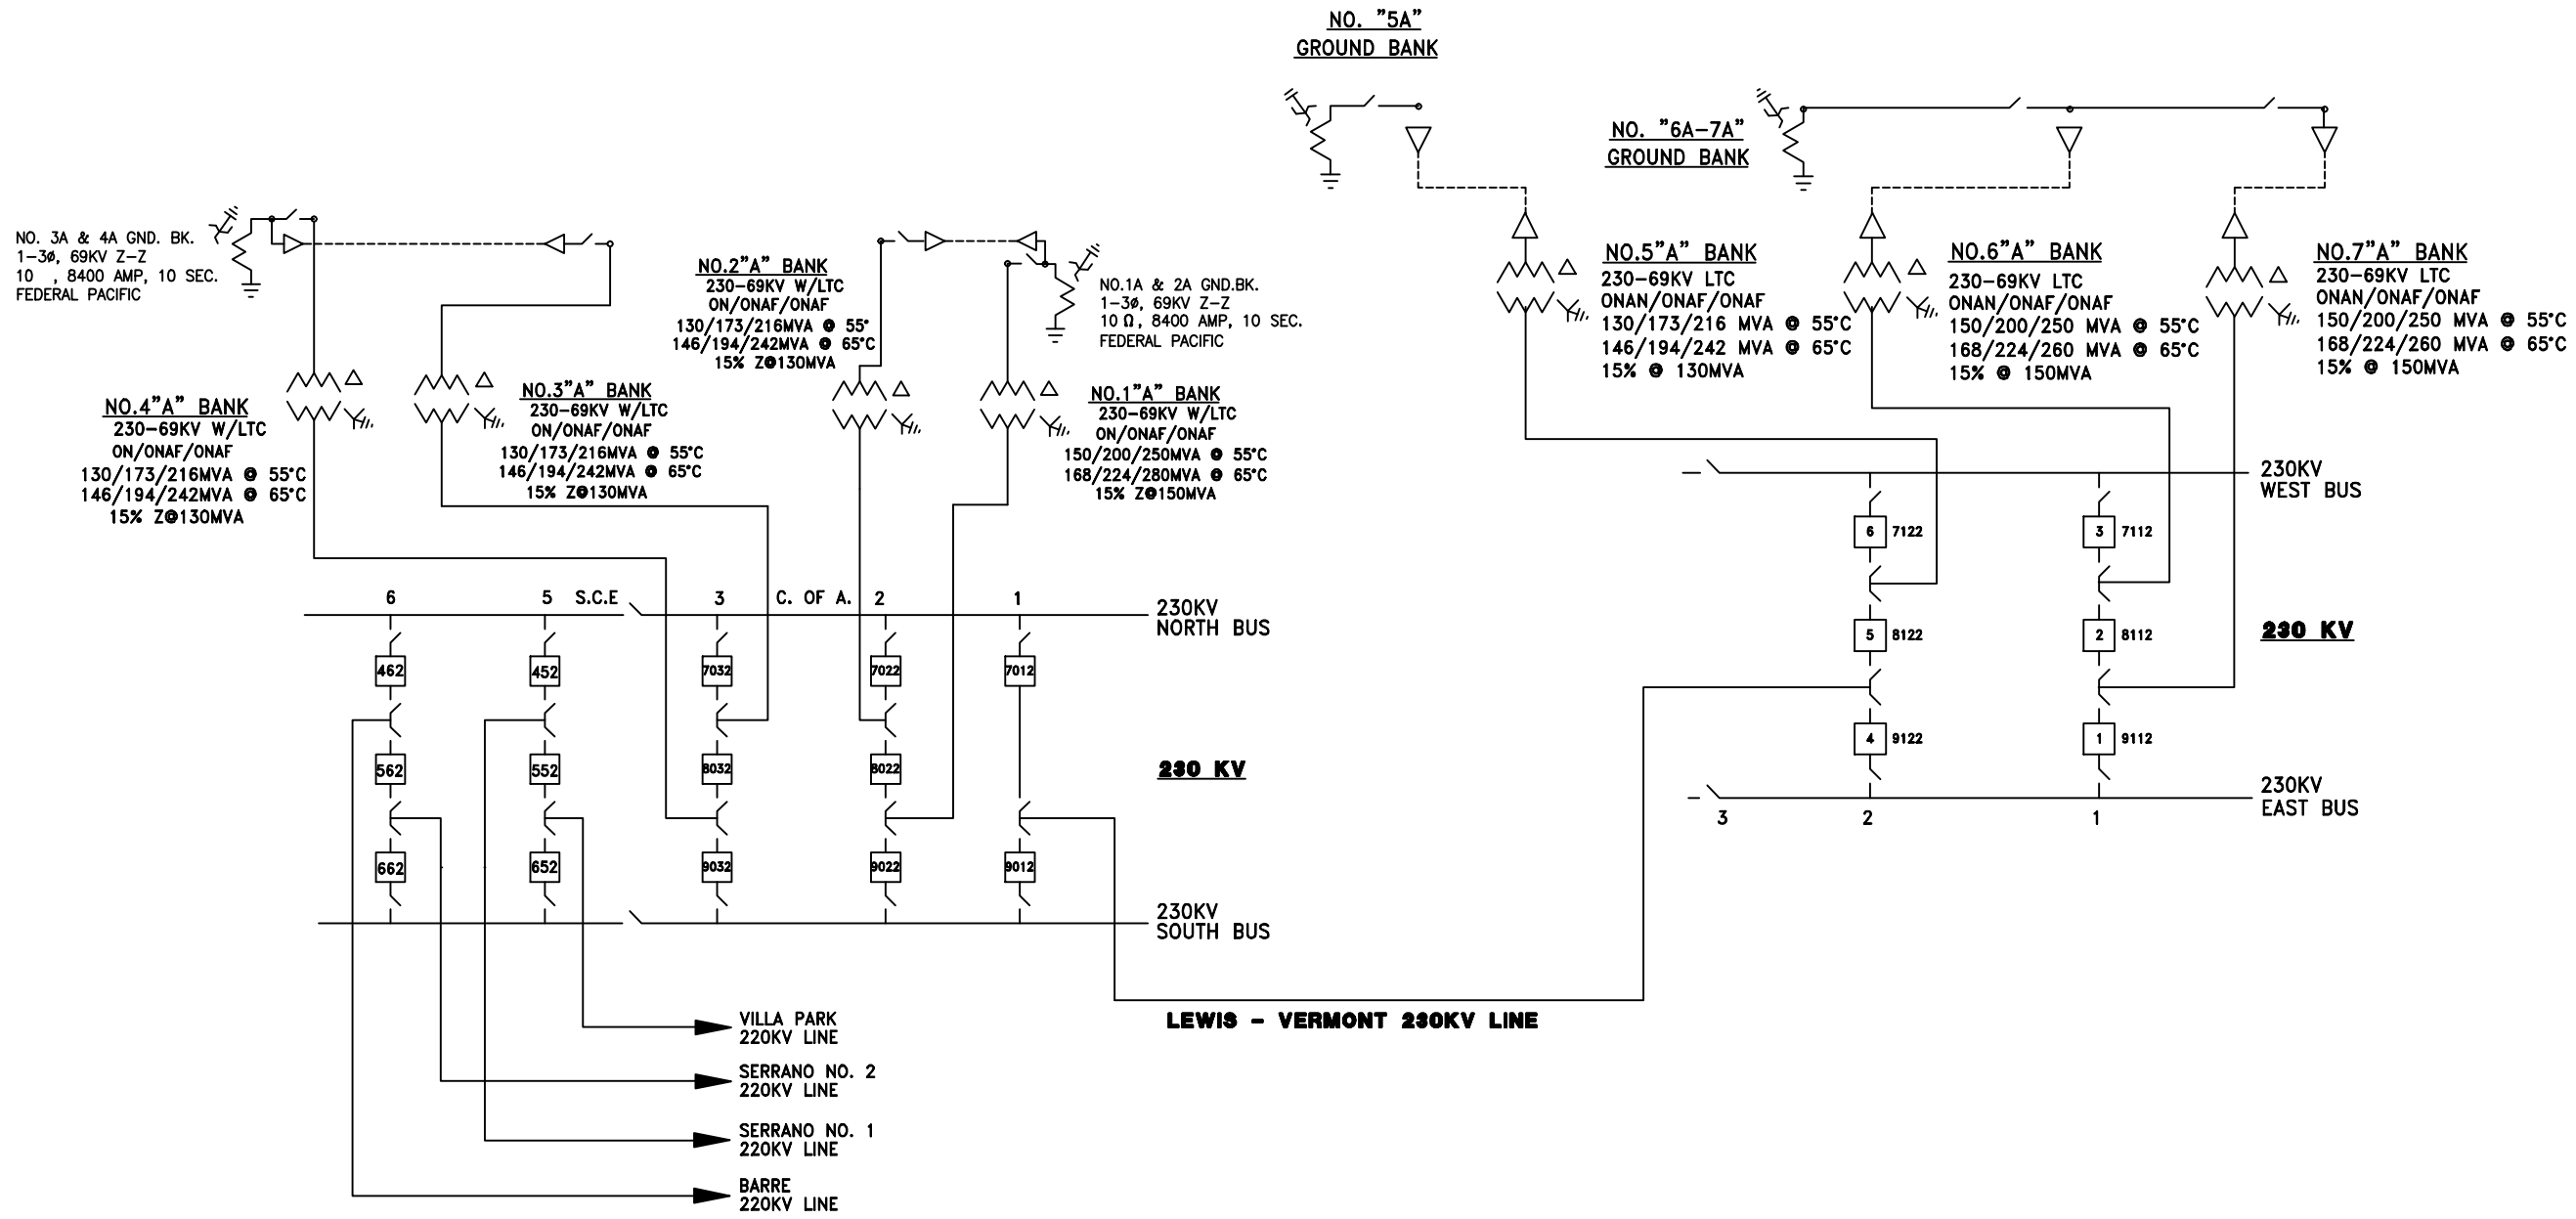 NO. "5A"
GROUND BANK
NO. "6A-7A"
GROUND BANK
NO. 3A & 4A GND. BK.
1-3ø, 69KV Z-Z
10 , 8400 AMP, 10 SEC.
FEDERAL PACIFIC
NO.2"A" BANK
230-69KV W/LTC
ON/ONAF/ONAF
130/173/216MVA @ 55°
146/194/242MVA @ 65°C
15% Z@130MVA
NO.1A & 2A GND.BK.
1-3ø, 69KV Z-Z
10 Ω, 8400 AMP, 10 SEC.
FEDERAL PACIFIC
NO.5"A" BANK
230-69KV LTC
ONAN/ONAF/ONAF
130/173/216 MVA @ 55°C
146/194/242 MVA @ 65°C
15% @ 130MVA
NO.6"A" BANK
230-69KV LTC
ONAN/ONAF/ONAF
150/200/250 MVA @ 55°C
168/224/260 MVA @ 65°C
15% @ 150MVA
NO.7"A" BANK
230-69KV LTC
ONAN/ONAF/ONAF
150/200/250 MVA @ 55°C
168/224/260 MVA @ 65°C
15% @ 150MVA
NO.4"A" BANK
230-69KV W/LTC
ON/ONAF/ONAF
130/173/216MVA @ 55°C
146/194/242MVA @ 65°C
15% Z@130MVA
NO.3"A" BANK
230-69KV W/LTC
ON/ONAF/ONAF
130/173/216MVA @ 55°C
146/194/242MVA @ 65°C
15% Z@130MVA
NO.1"A" BANK
230-69KV W/LTC
ON/ONAF/ONAF
150/200/250MVA @ 55°C
168/224/280MVA @ 65°C
15% Z@150MVA
6 5 S.C.E 3 C. OF A. 2 1
230KV
NORTH BUS
462 452 7032 7022 7012
562 552 8032 8022
230 KV
662 652 9032 9022 9012
230KV
SOUTH BUS
230KV
WEST BUS
6 7122 3 7112
5 8122 2 8112
230 KV
4 9122 1 9112
230KV
EAST BUS
3 2 1
LEWIS - VERMONT 230KV LINE
VILLA PARK
220KV LINE
SERRANO NO. 2
220KV LINE
SERRANO NO. 1
220KV LINE
BARRE
220KV LINE